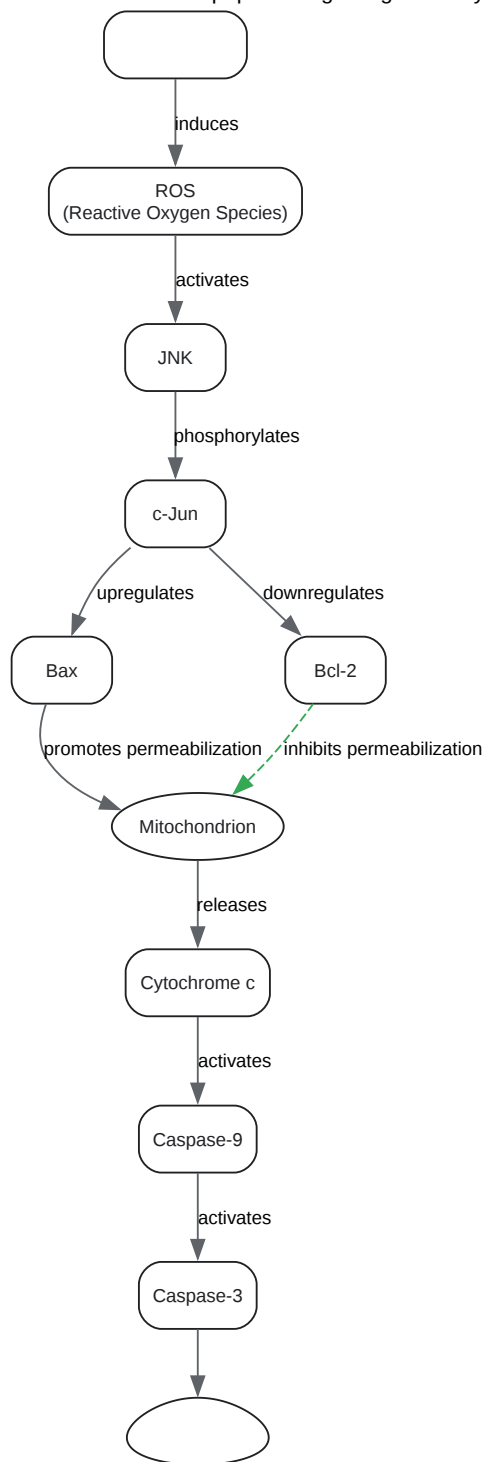 induces
ROS
(Reactive Oxygen Species)
activates
JNK
phosphorylates
c-Jun
upregulates
downregulates
Bax
Bcl-2
promotes permeabilization
inhibits permeabilization
Mitochondrion
releases
Cytochrome c
activates
Caspase-9
activates
Caspase-3